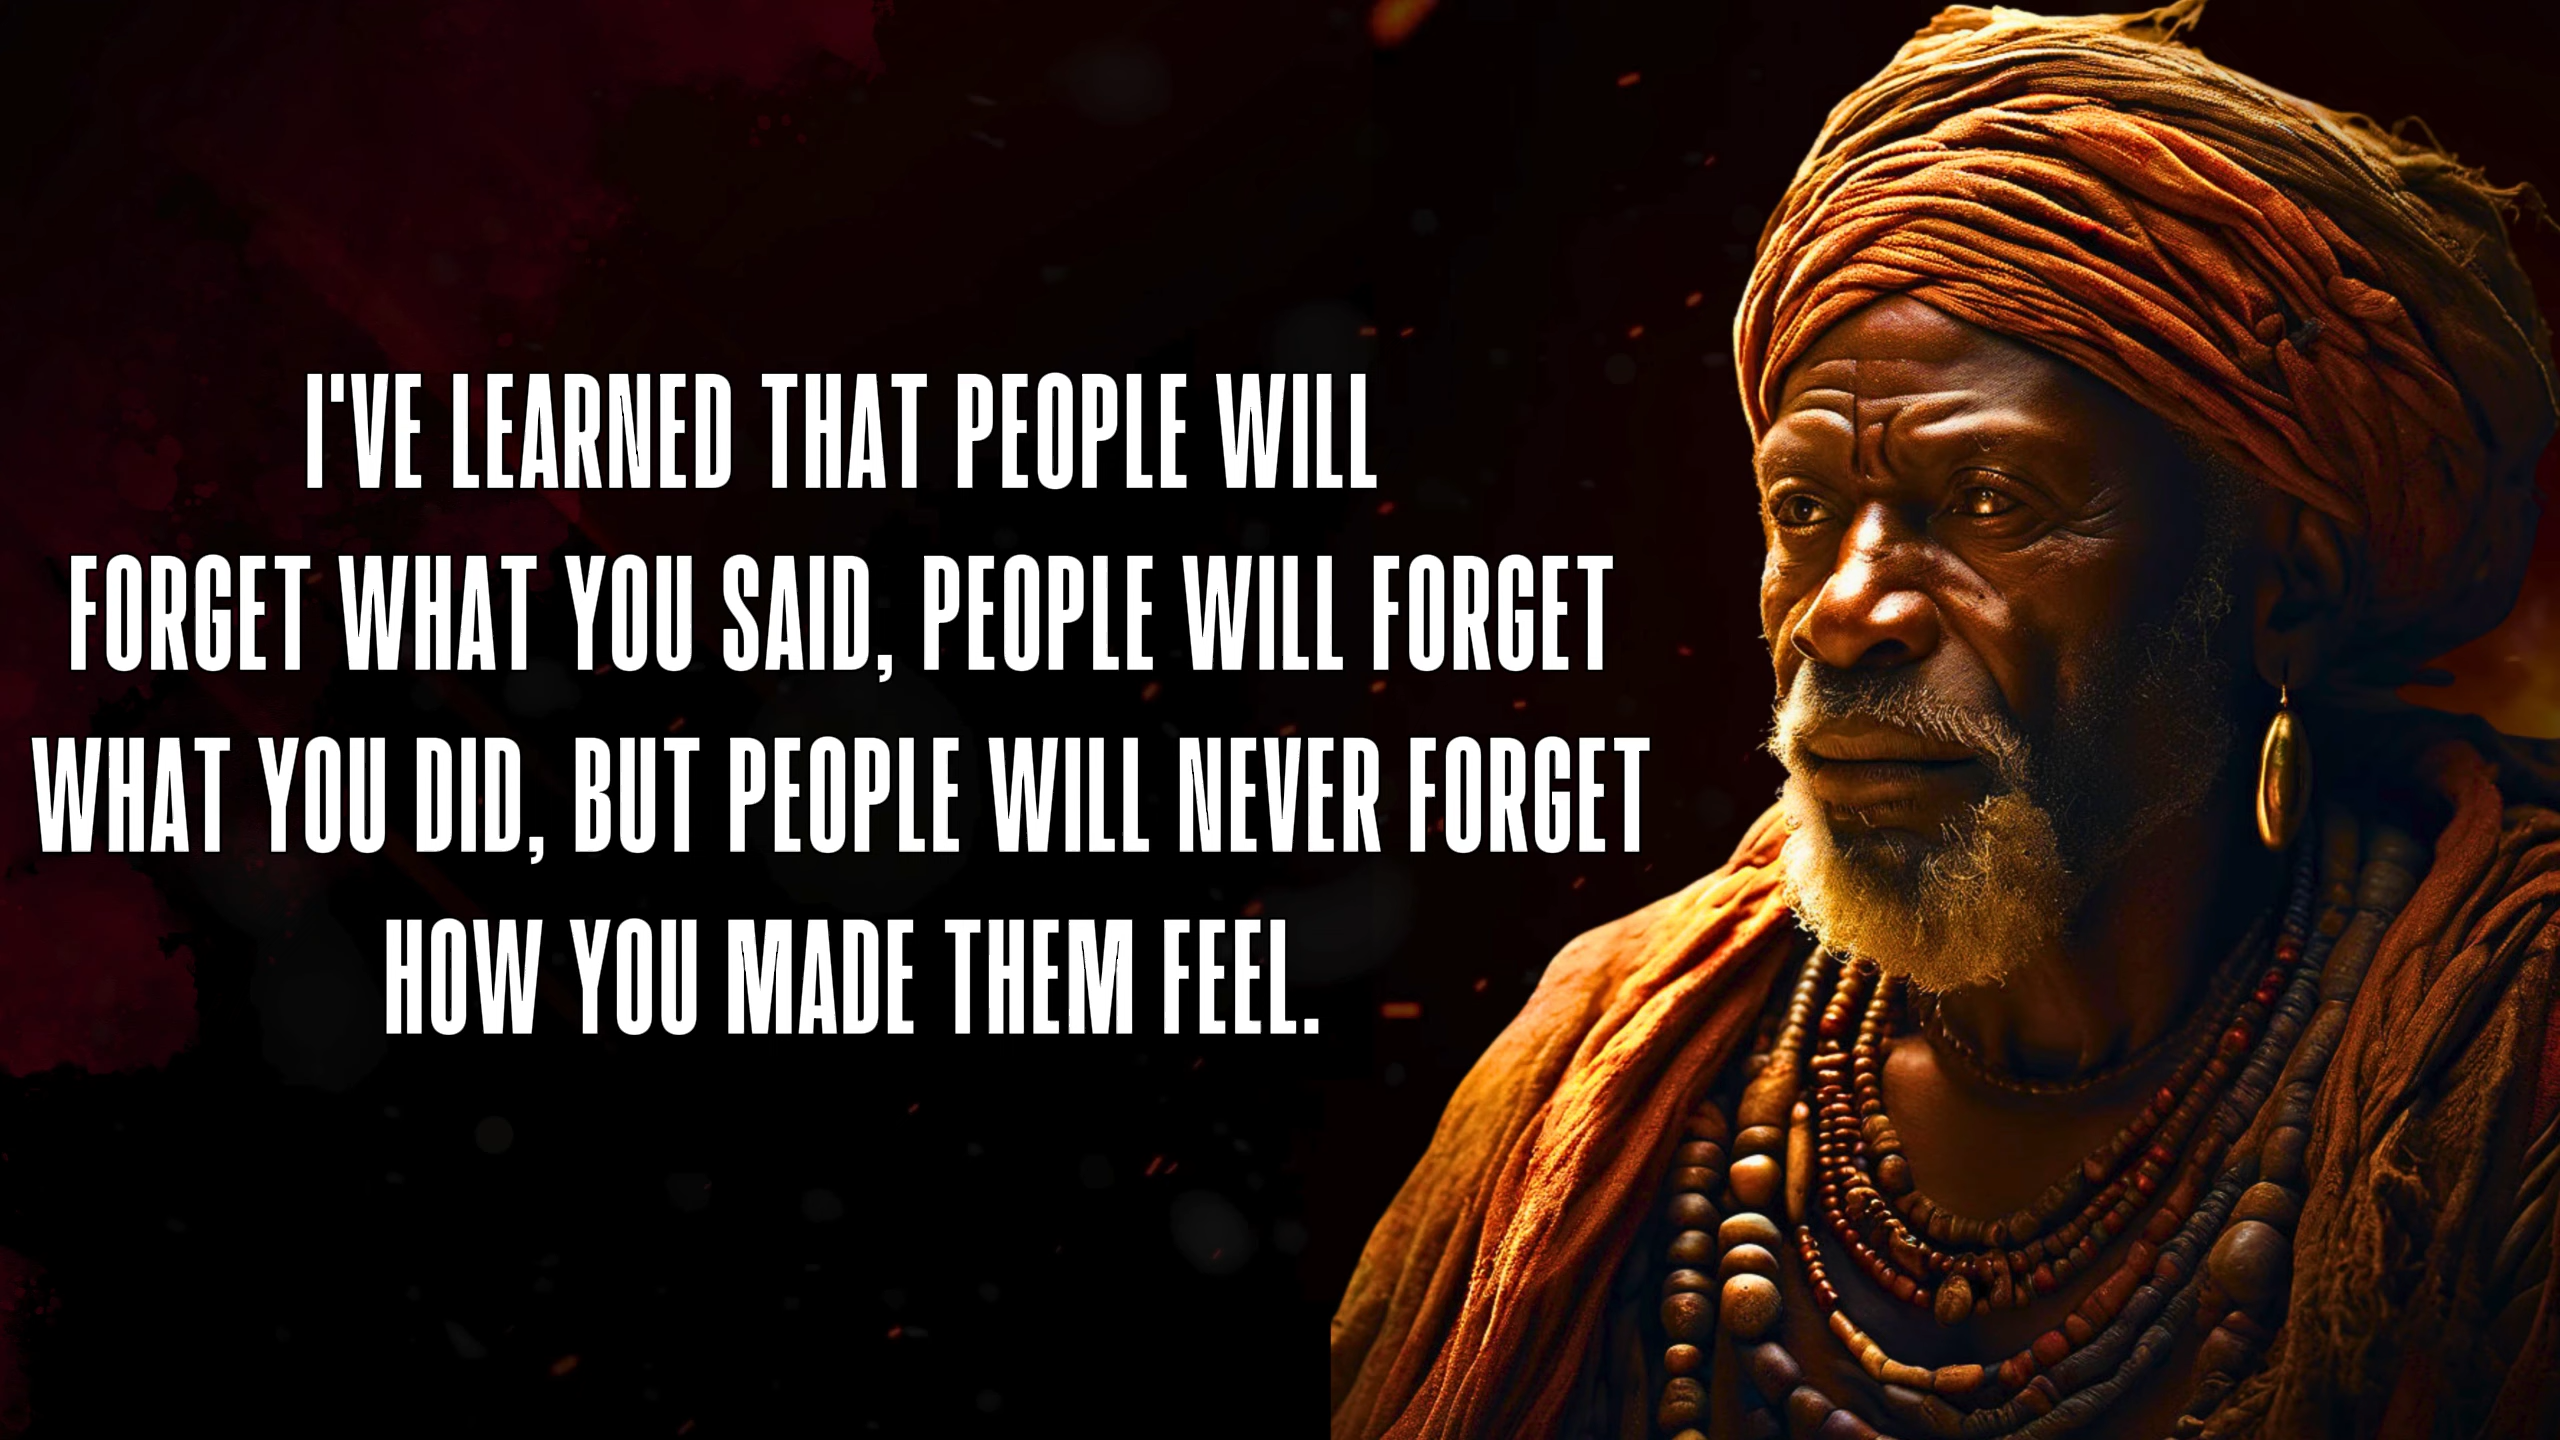 I'VE LEARNED THAT PEOPLE WILL
FORGET WHAT YOU SAID, PEOPLE WILL FORGET
WHAT YOU DID, BUT PEOPLE WILL NEVER FORGET
HOW YOU MADE THEM FEEL.